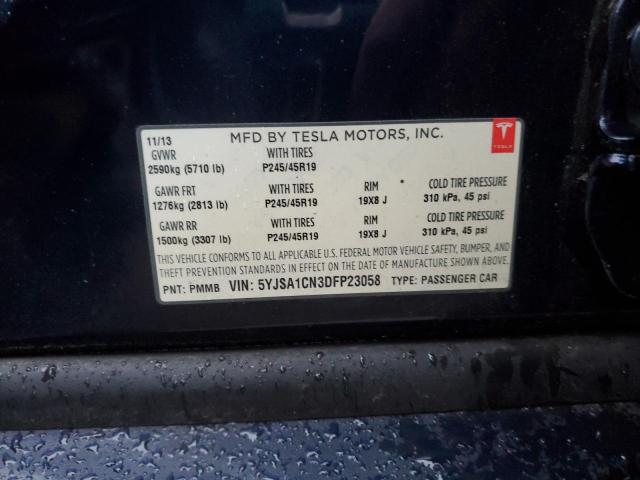 11/13 MFD BY TESLA MOTORS, INC.
TESLA
GVWR WITH TIRES
2590kg (5710 lb) P245/45R19
GAWR FRT WITH TIRES RIM COLD TIRE PRESSURE
1276kg (2813 lb) P245/45R19 19X8 J 310 kPa, 45 psi
GAWR RR WITH TIRES RIM COLD TIRE PRESSURE
1500kg (3307 lb) P245/45R19 19X8 J 310 kPa, 45 psi
THIS VEHICLE CONFORMS TO ALL APPLICABLE U.S. FEDERAL MOTOR VEHICLE SAFETY, BUMPER, AND
THEFT PREVENTION STANDARDS IN EFFECT ON THE DATE OF MANUFACTURE SHOWN ABOVE.
PNT: PMMB VIN: 5YJSA1CN3DFP23058 TYPE: PASSENGER CAR